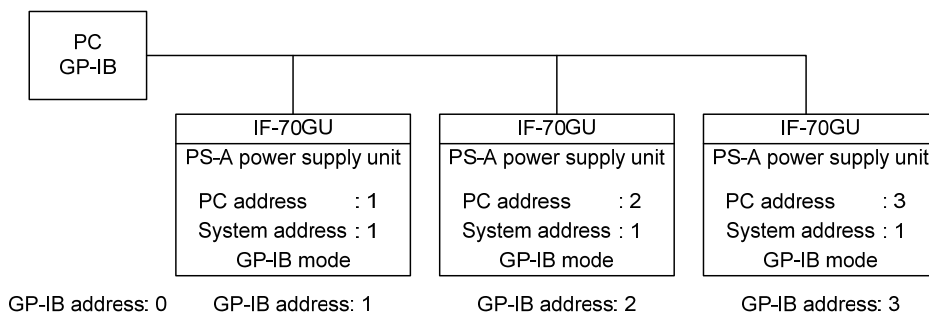 PC
GP-IB
IF-70GU
PS-A power supply unit
PC address : 1
System address : 1
GP-IB mode
IF-70GU
PS-A power supply unit
PC address : 2
System address : 1
GP-IB mode
IF-70GU
PS-A power supply unit
PC address : 3
System address : 1
GP-IB mode
GP-IB address: 0
GP-IB address: 1
GP-IB address: 2
GP-IB address: 3